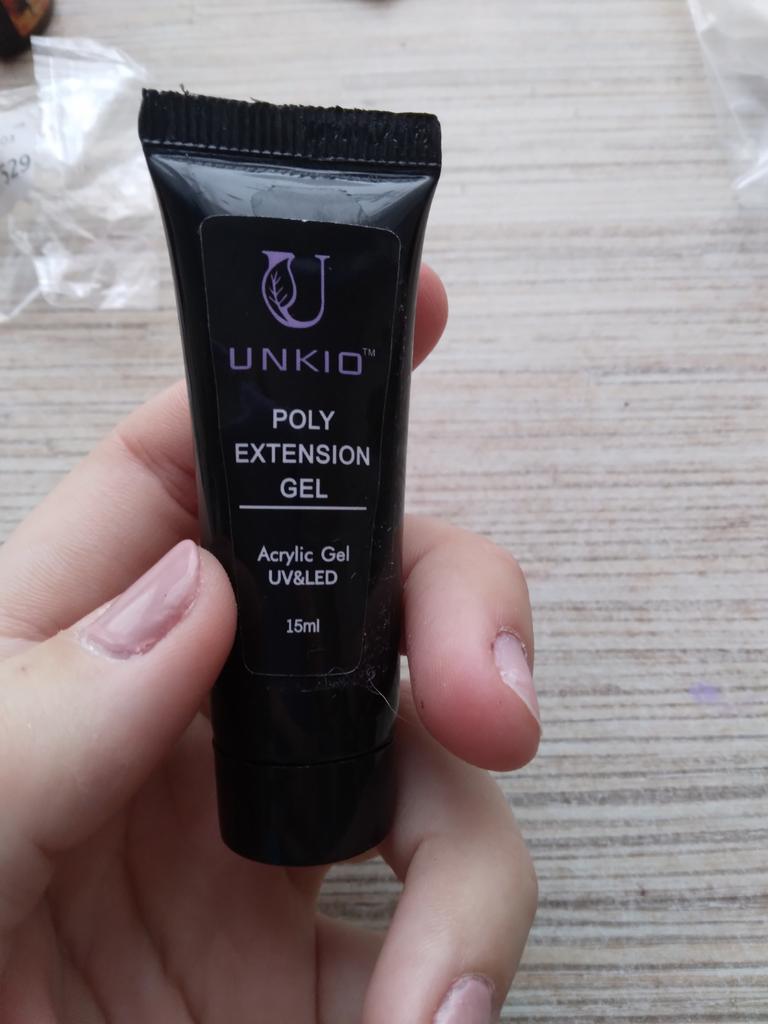 UNKIO™
POLY
EXTENSION
GEL
Acrylic Gel
UV&LED
15ml